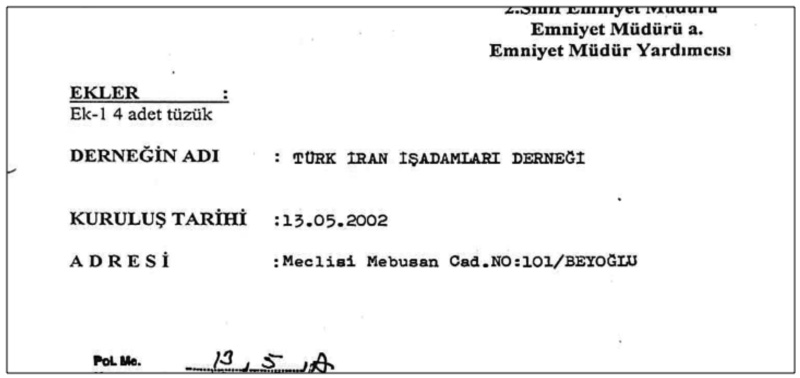 2.Sınıf Emniyet Müdürü
Emniyet Müdürü a.
Emniyet Müdür Yardımcısı
EKLER :
Ek-1 4 adet tüzük
DERNEĞİN ADI : TÜRK İRAN İŞADAMLARI DERNEĞİ
KURULUŞ TARİHİ :13.05.2002
ADRESİ :Meclisi Mebusan Cad.NO:101/BEYOĞLU
Pol. Me. 13, 5,